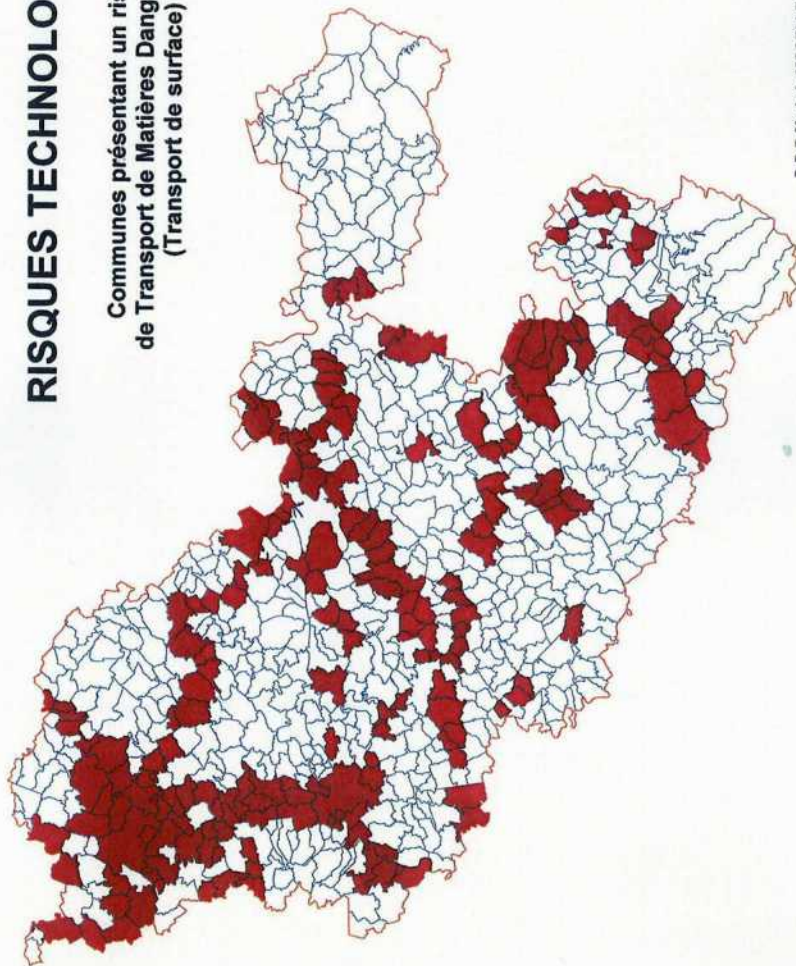 RISQUES TECHNOLO
Communes présentant un ris
de Transport de Matières Dang
(Transport de surface)